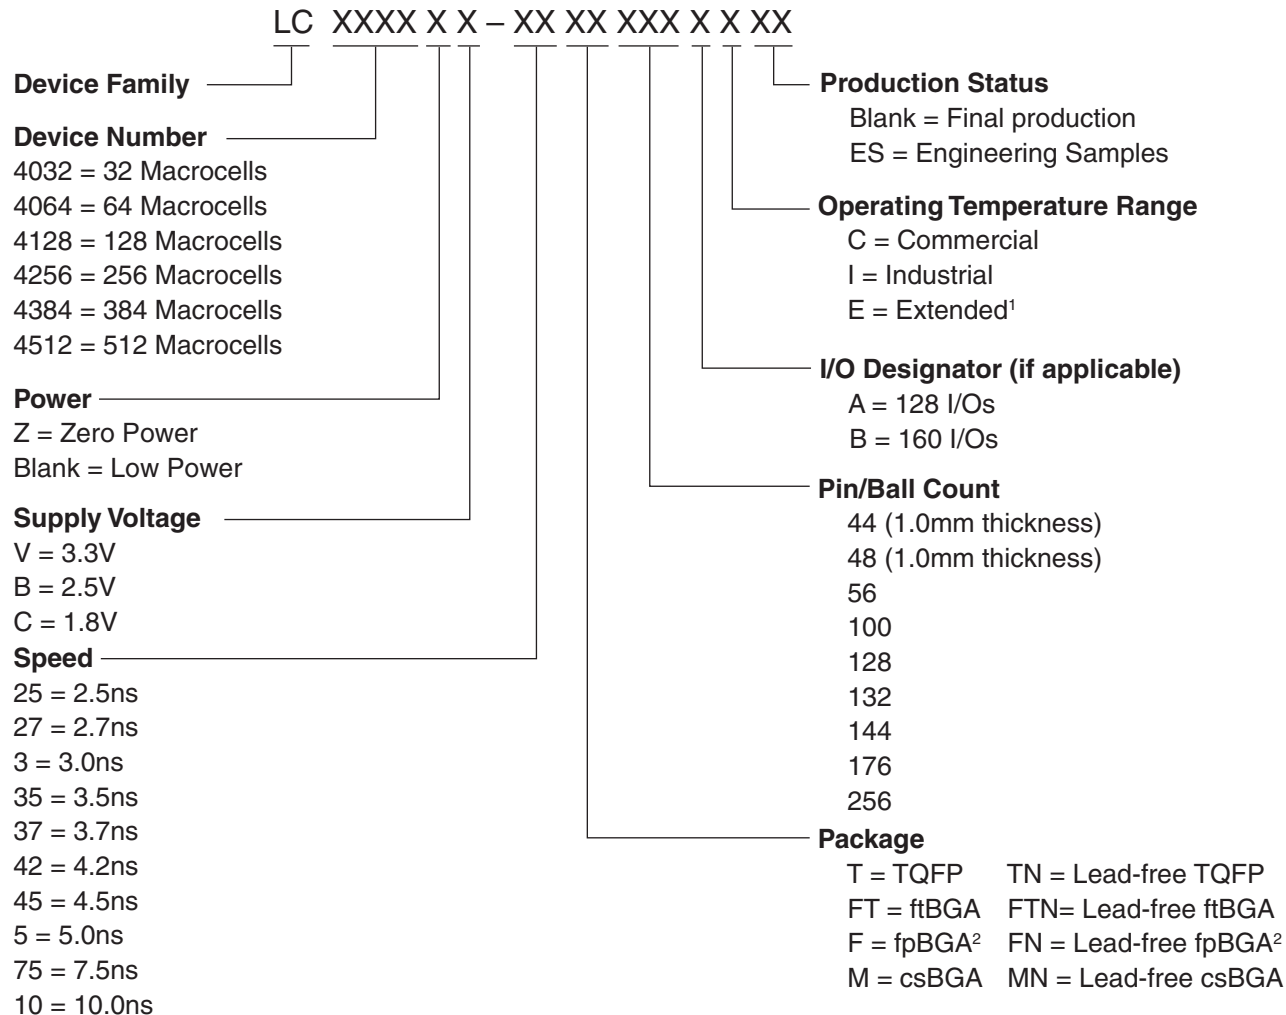 LC XXXX X X – XX XX XXX X X XX
Device Family
Device Number
4032 = 32 Macrocells
4064 = 64 Macrocells
4128 = 128 Macrocells
4256 = 256 Macrocells
4384 = 384 Macrocells
4512 = 512 Macrocells
Power
Z = Zero Power
Blank = Low Power
Supply Voltage
V = 3.3V
B = 2.5V
C = 1.8V
Speed
25 = 2.5ns
27 = 2.7ns
3 = 3.0ns
35 = 3.5ns
37 = 3.7ns
42 = 4.2ns
45 = 4.5ns
5 = 5.0ns
75 = 7.5ns
10 = 10.0ns
Production Status
Blank = Final production
ES = Engineering Samples
Operating Temperature Range
C = Commercial
I = Industrial
E = Extended¹
I/O Designator (if applicable)
A = 128 I/Os
B = 160 I/Os
Pin/Ball Count
44 (1.0mm thickness)
48 (1.0mm thickness)
56
100
128
132
144
176
256
Package
T = TQFP TN = Lead-free TQFP
FT = ftBGA FTN= Lead-free ftBGA
F = fpBGA² FN = Lead-free fpBGA²
M = csBGA MN = Lead-free csBGA